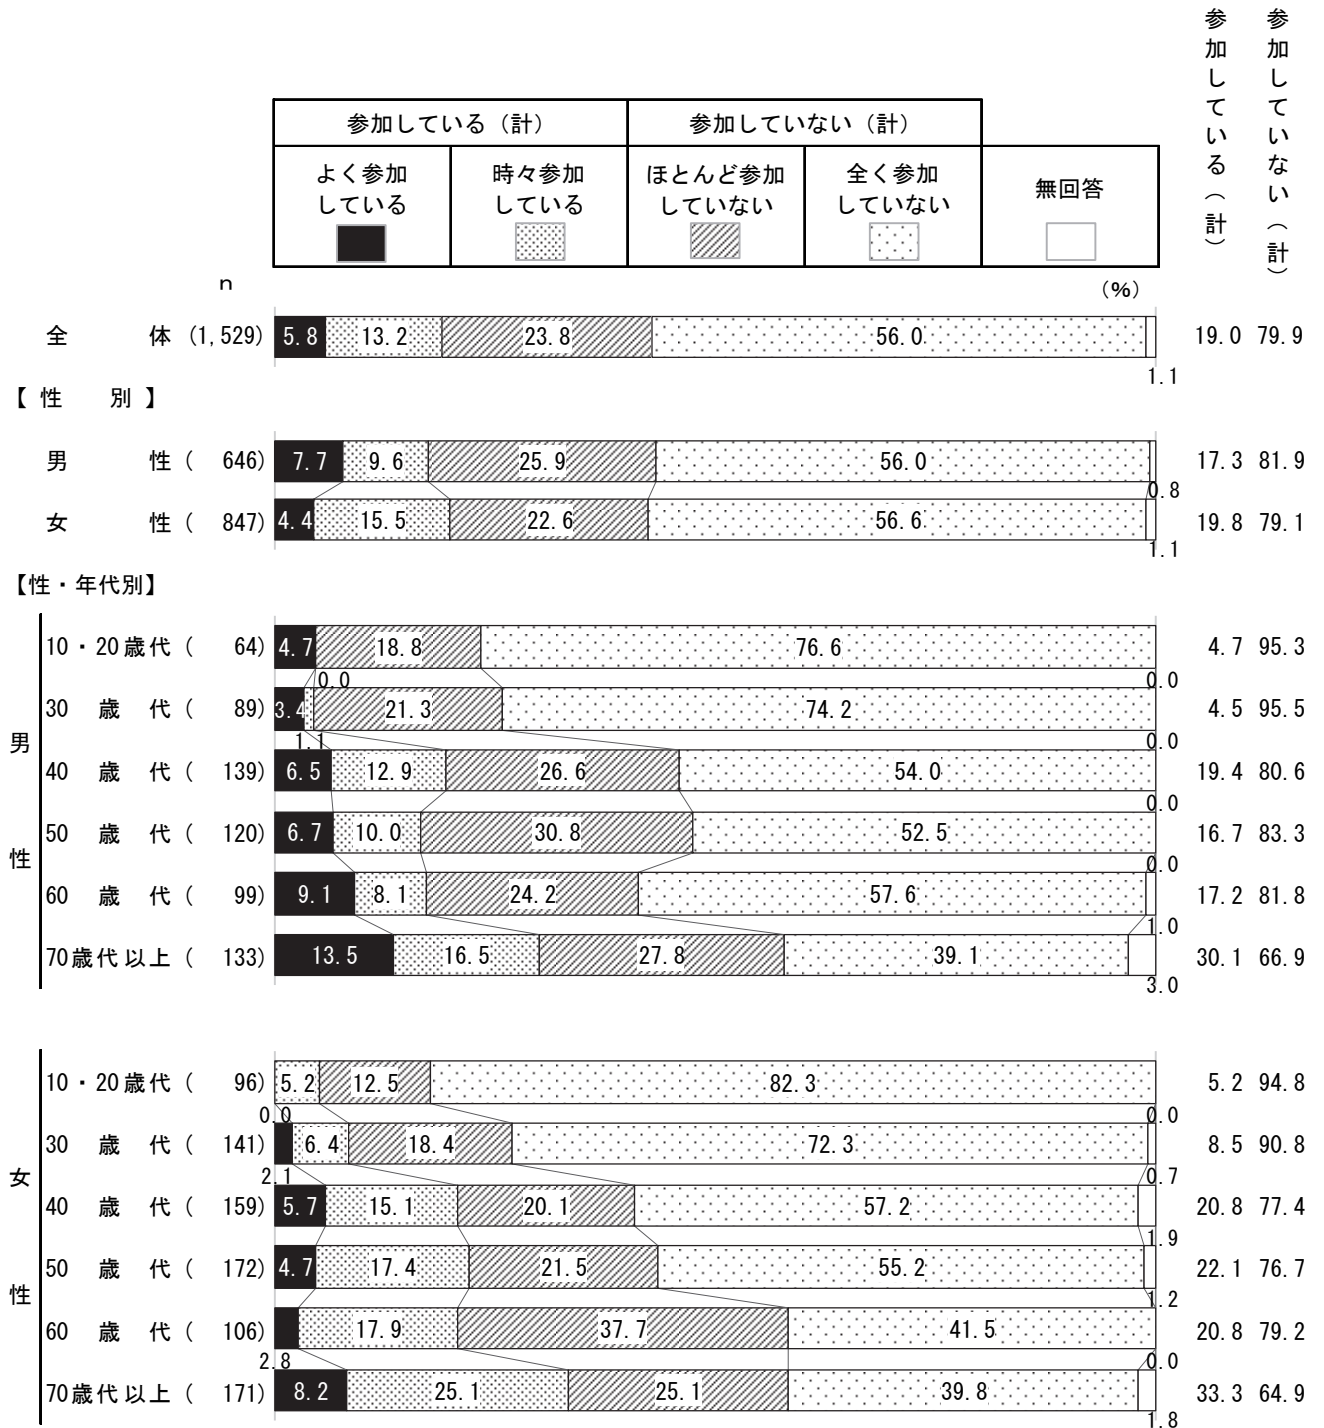 参加している（計）
参加していない（計）
参加している（計） 参加していない（計）
よく参加している 時々参加している ほとんど参加していない 全く参加していない 無回答
n （%）
全体 (1,529) 5.8 13.2 23.8 56.0 1.1 19.0 79.9
【性別】
男性 ( 646) 7.7 9.6 25.9 56.0 0.8 17.3 81.9
女性 ( 847) 4.4 15.5 22.6 56.6 1.1 19.8 79.1
【性・年代別】
男性
10・20歳代 ( 64) 4.7 0.0 18.8 76.6 0.0 4.7 95.3
30歳代 ( 89) 3.4 1.1 21.3 74.2 0.0 4.5 95.5
40歳代 ( 139) 6.5 12.9 26.6 54.0 0.0 19.4 80.6
50歳代 ( 120) 6.7 10.0 30.8 52.5 0.0 16.7 83.3
60歳代 ( 99) 9.1 8.1 24.2 57.6 1.0 17.2 81.8
70歳代以上 ( 133) 13.5 16.5 27.8 39.1 3.0 30.1 66.9
女性
10・20歳代 ( 96) 0.0 5.2 12.5 82.3 0.0 5.2 94.8
30歳代 ( 141) 2.1 6.4 18.4 72.3 0.7 8.5 90.8
40歳代 ( 159) 5.7 15.1 20.1 57.2 1.9 20.8 77.4
50歳代 ( 172) 4.7 17.4 21.5 55.2 1.2 22.1 76.7
60歳代 ( 106) 2.8 17.9 37.7 41.5 0.0 20.8 79.2
70歳代以上 ( 171) 8.2 25.1 25.1 39.8 1.8 33.3 64.9